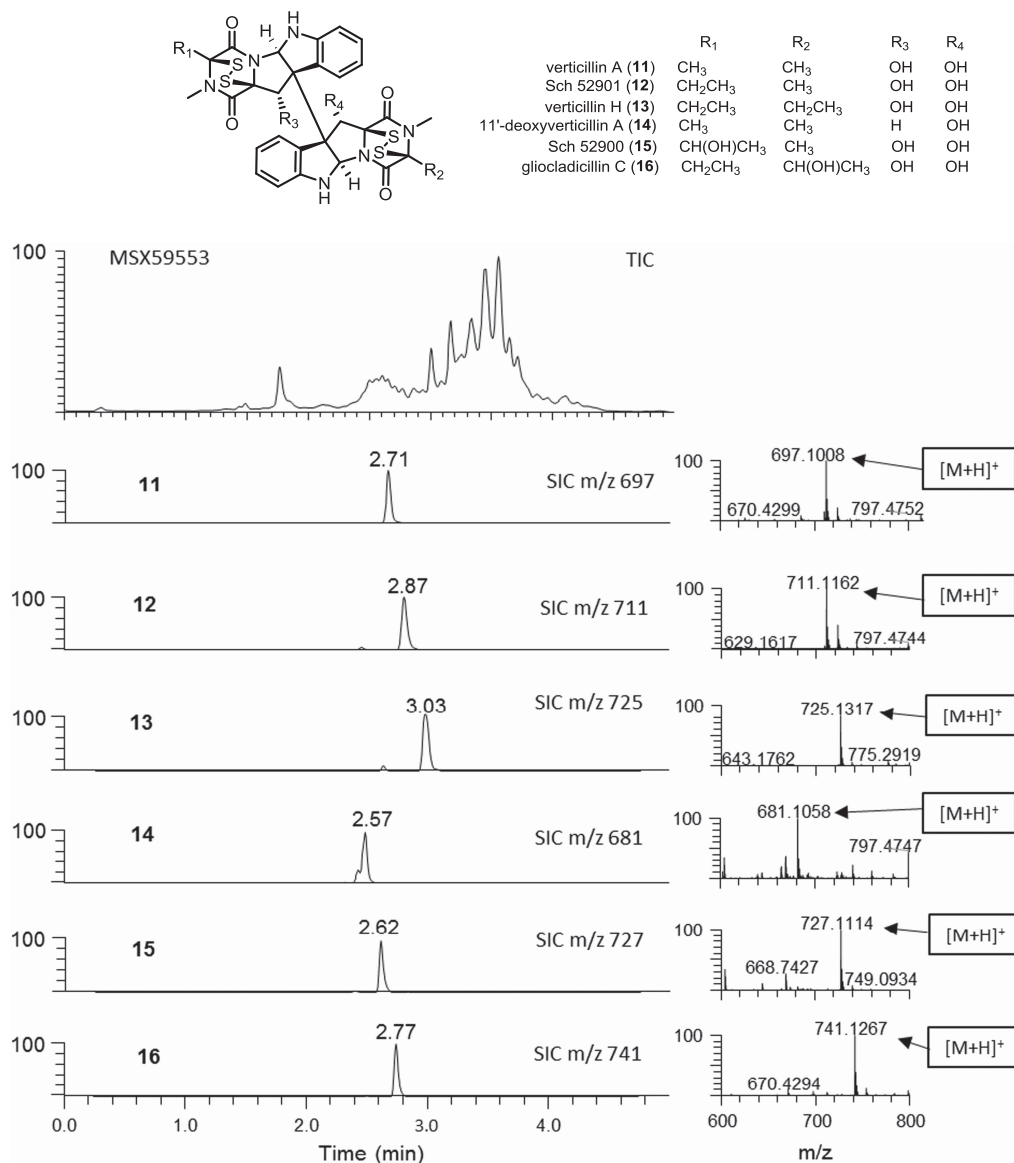 R1 R2 R3 R4
verticillin A (11) CH3 CH3 OH OH
Sch 52901 (12) CH2CH3 CH3 OH OH
verticillin H (13) CH2CH3 CH2CH3 OH OH
11'-deoxyverticillin A (14) CH3 CH3 H OH
Sch 52900 (15) CH(OH)CH3 CH3 OH OH
gliocladicillin C (16) CH2CH3 CH(OH)CH3 OH OH
O H
R1 H N
S N
S
N R4
O R3 O
N
S
N S
N H R2
H O
100 MSX59553 TIC
100 11 2.71 SIC m/z 697
100 697.1008 [M+H]+
670.4299 797.4752
100 12 2.87 SIC m/z 711
100 711.1162 [M+H]+
629.1617 797.4744
100 13 3.03 SIC m/z 725
100 725.1317 [M+H]+
643.1762 775.2919
100 14 2.57 SIC m/z 681
100 681.1058 [M+H]+
797.4747
100 15 2.62 SIC m/z 727
100 727.1114 [M+H]+
668.7427 749.0934
100 16 2.77 SIC m/z 741
100 741.1267 [M+H]+
670.4294
0.0 1.0 2.0 3.0 4.0
Time (min)
600 700 800
m/z